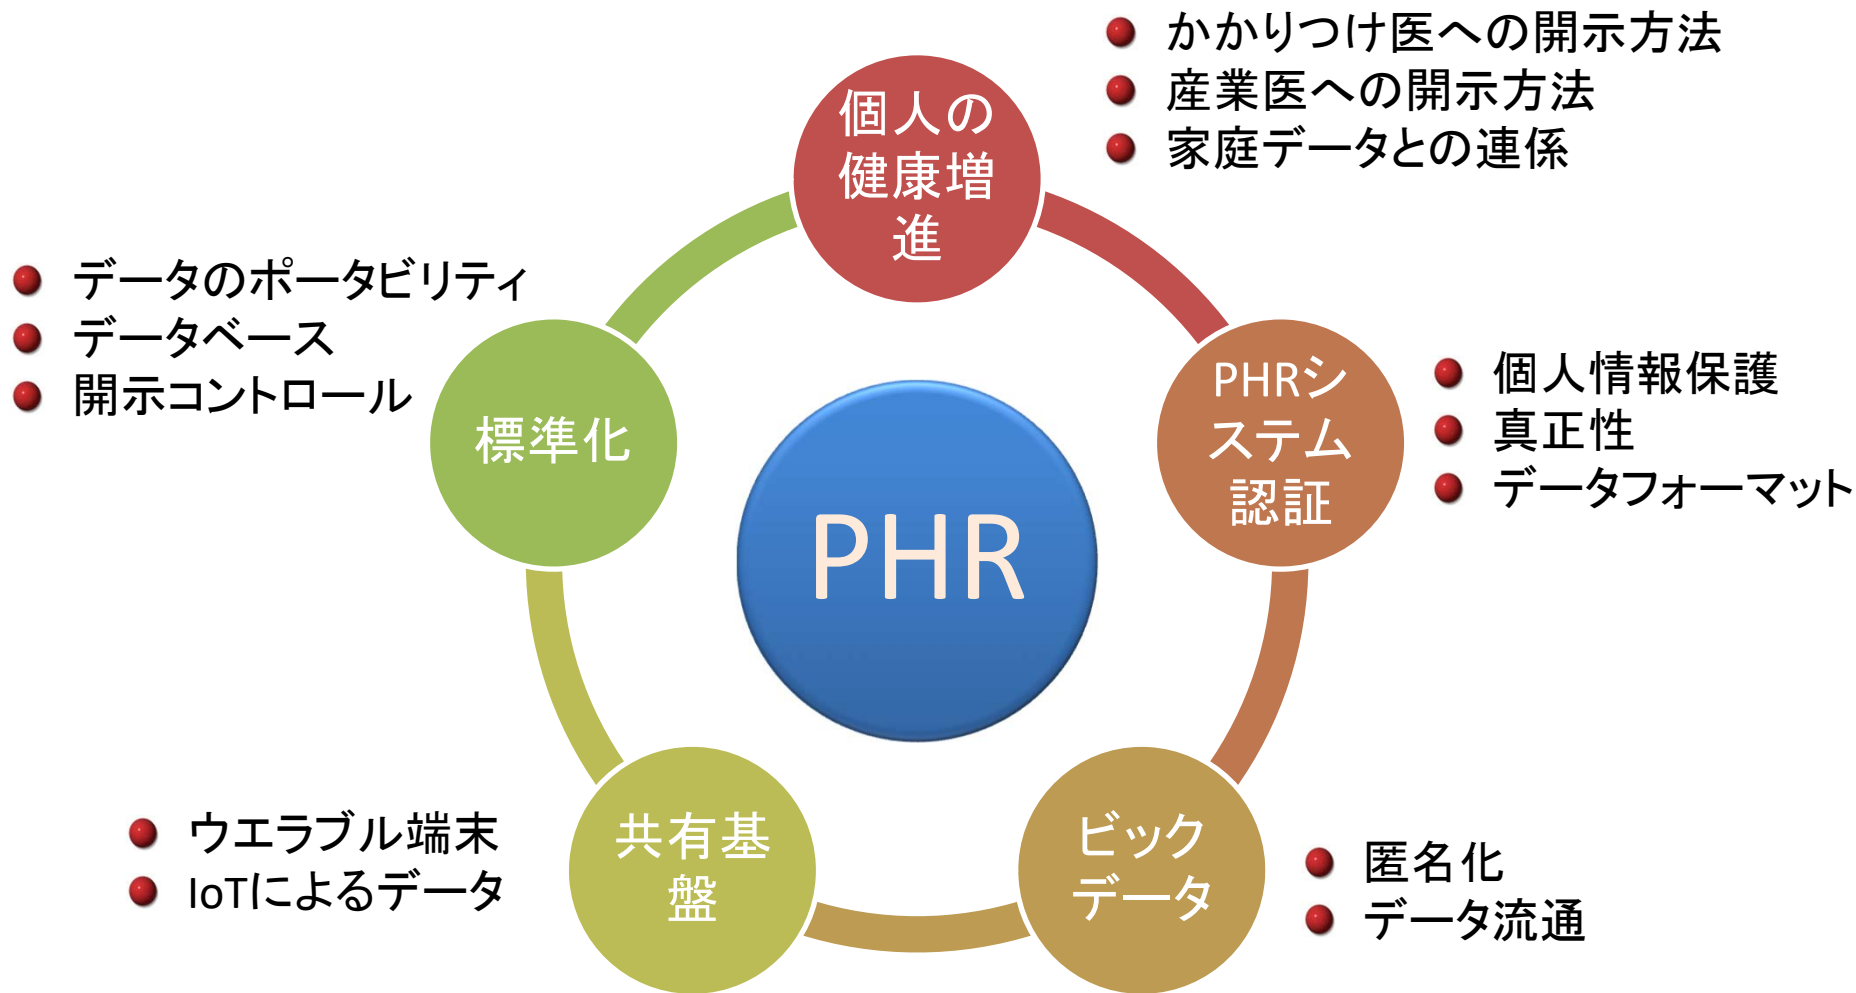 かかりつけ医への開示方法
産業医への開示方法
家庭データとの連係
個人の
健康増
進
データのポータビリティ
データベース
開示コントロール
標準化
PHRシ
ステム
認証
個人情報保護
真正性
データフォーマット
PHR
ウエラブル端末
IoTによるデータ
共有基
盤
ビック
データ
匿名化
データ流通